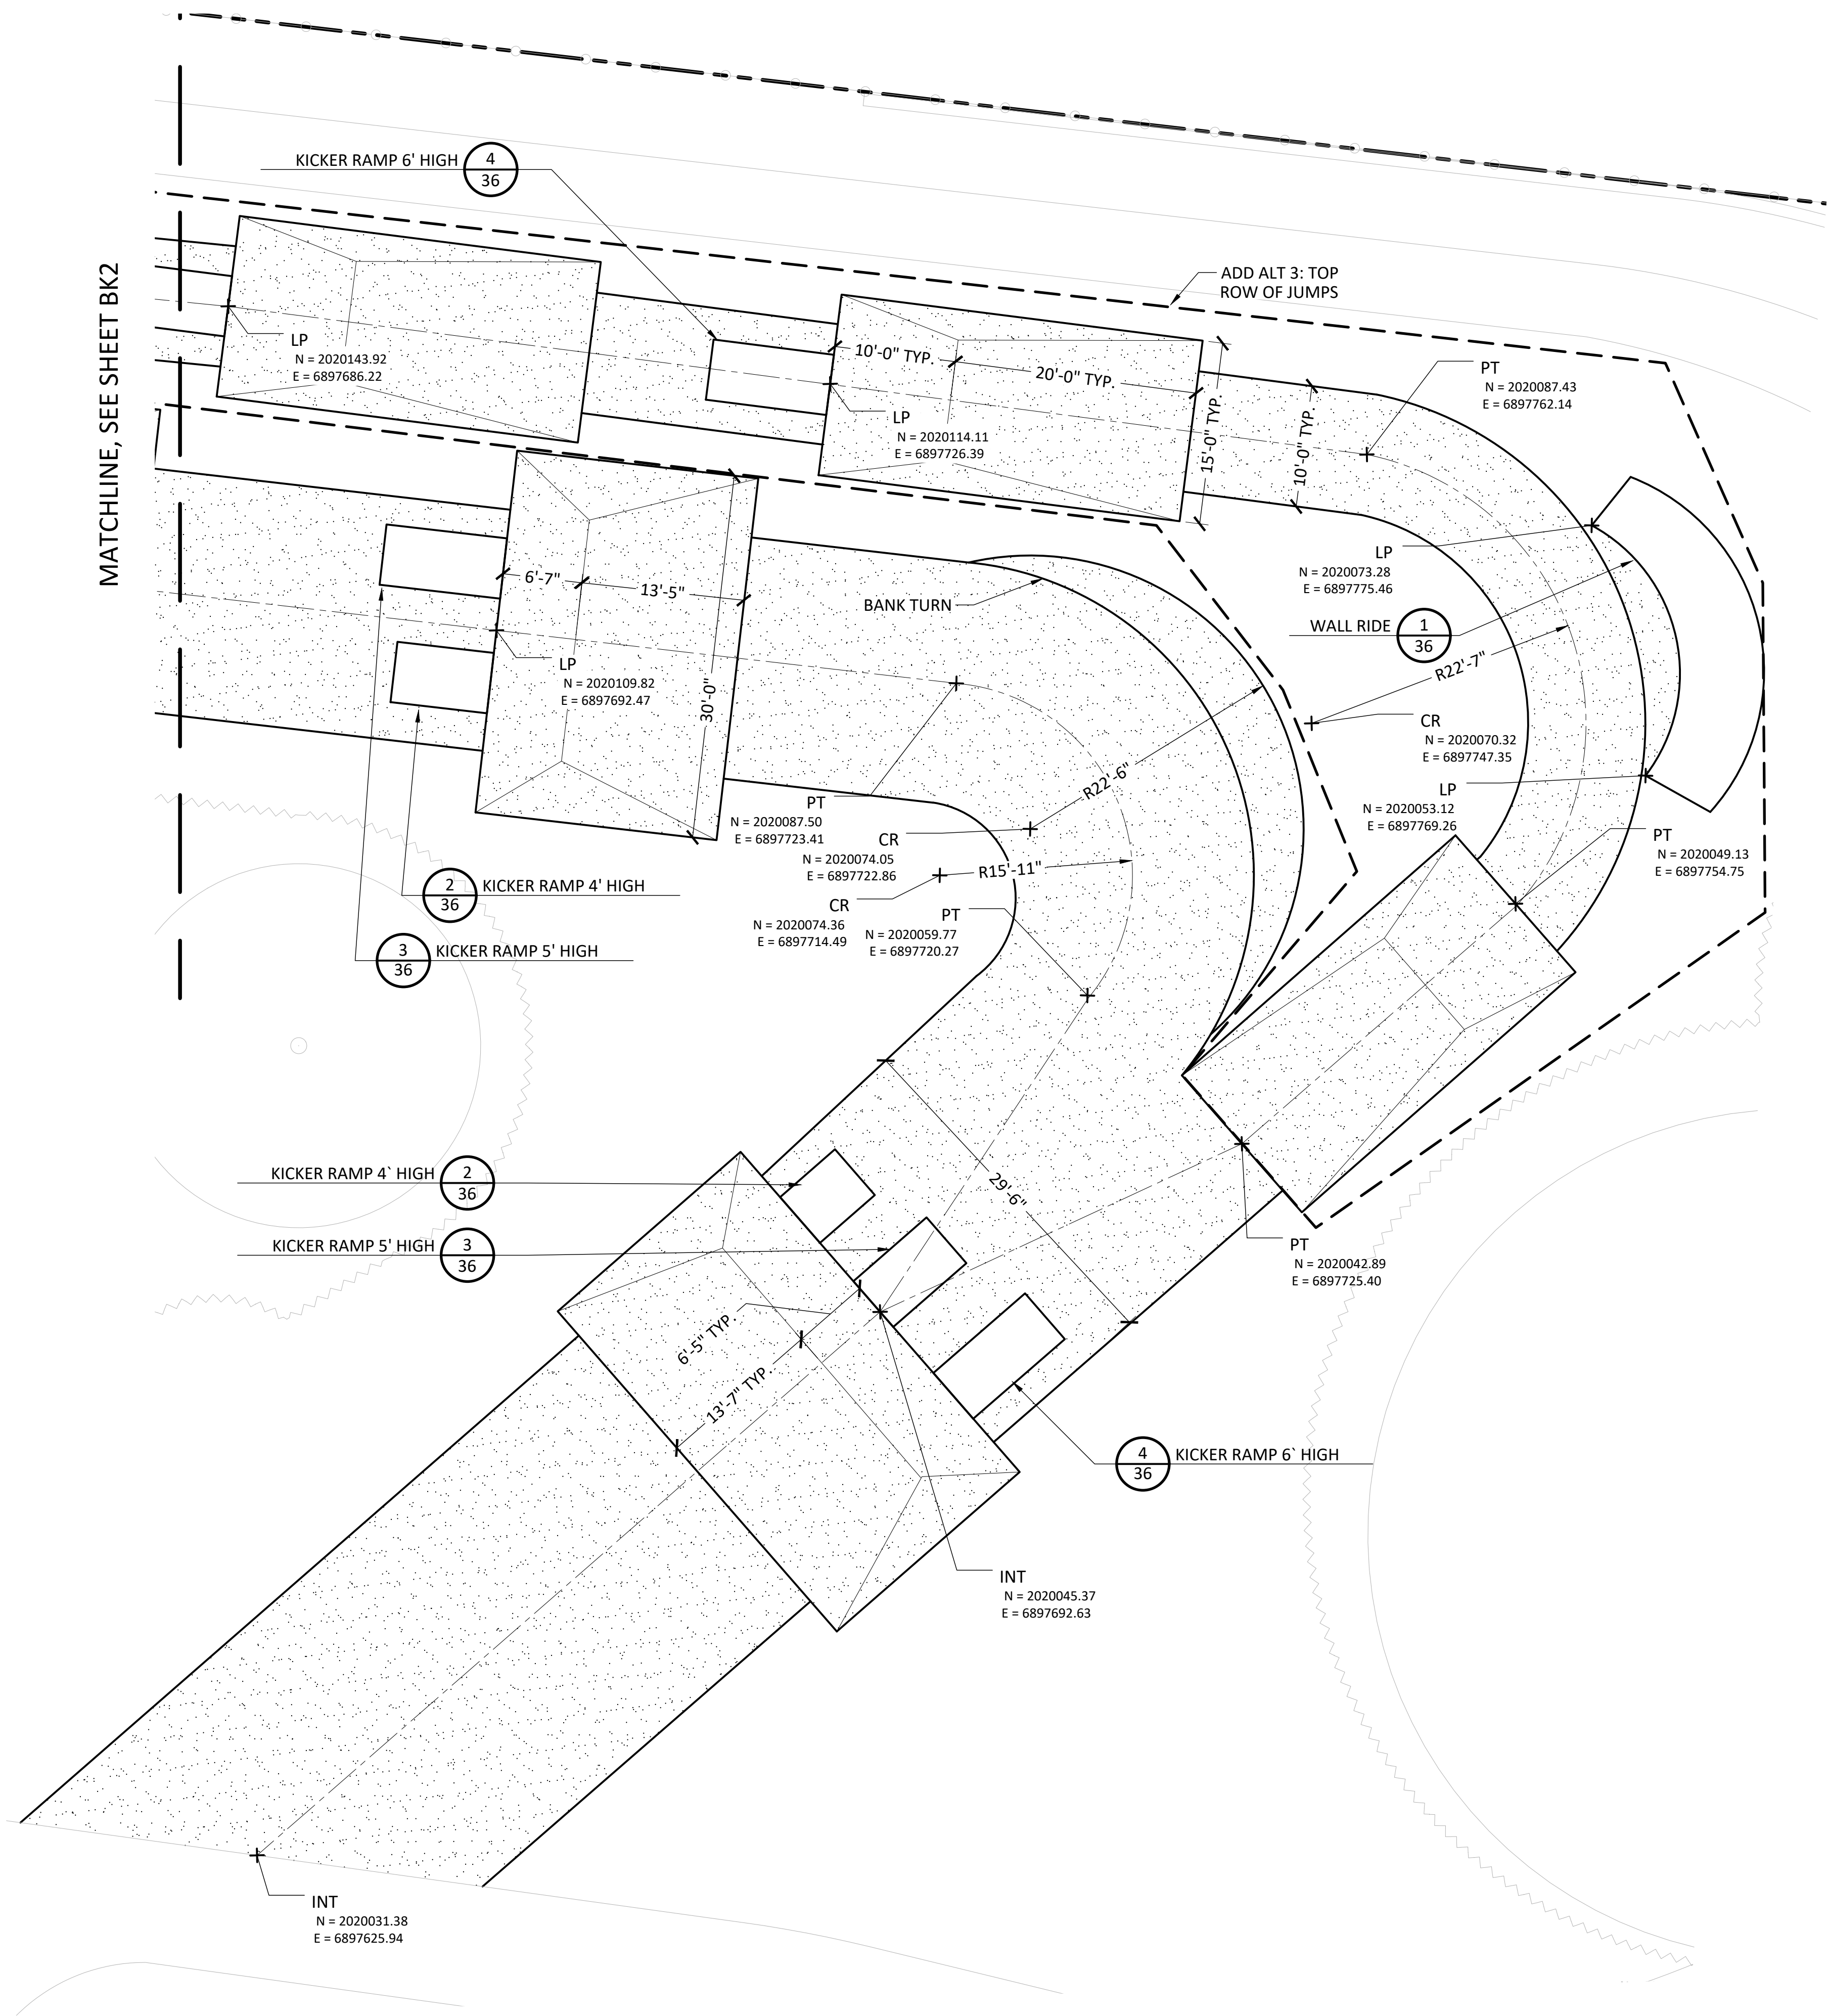 KICKER RAMP 6' HIGH
4
36
MATCHLINE, SEE SHEET BK2
ADD ALT 3: TOP
ROW OF JUMPS
LP
N = 2020143.92
E = 6897686.22
10'-0" TYP.
20'-0" TYP.
15'-0" TYP.
10'-0" TYP.
PT
N = 2020087.43
E = 6897762.14
LP
N = 2020114.11
E = 6897726.39
LP
N = 2020073.28
E = 6897775.46
6'-7"
13'-5"
30'-0"
BANK TURN
WALL RIDE
1
36
R22'-7"
LP
N = 2020109.82
E = 6897692.47
CR
N = 2020070.32
E = 6897747.35
R22'-6"
LP
N = 2020053.12
E = 6897769.26
PT
N = 2020087.50
E = 6897723.41
CR
N = 2020074.05
E = 6897722.86
PT
N = 2020049.13
E = 6897754.75
R15'-11"
2
36
KICKER RAMP 4' HIGH
CR
N = 2020074.36
E = 6897714.49
PT
N = 2020059.77
E = 6897720.27
3
36
KICKER RAMP 5' HIGH
KICKER RAMP 4` HIGH
2
36
29'-6"
KICKER RAMP 5' HIGH
3
36
PT
N = 2020042.89
E = 6897725.40
6'-5" TYP.
13'-7" TYP.
4
36
KICKER RAMP 6` HIGH
INT
N = 2020045.37
E = 6897692.63
INT
N = 2020031.38
E = 6897625.94